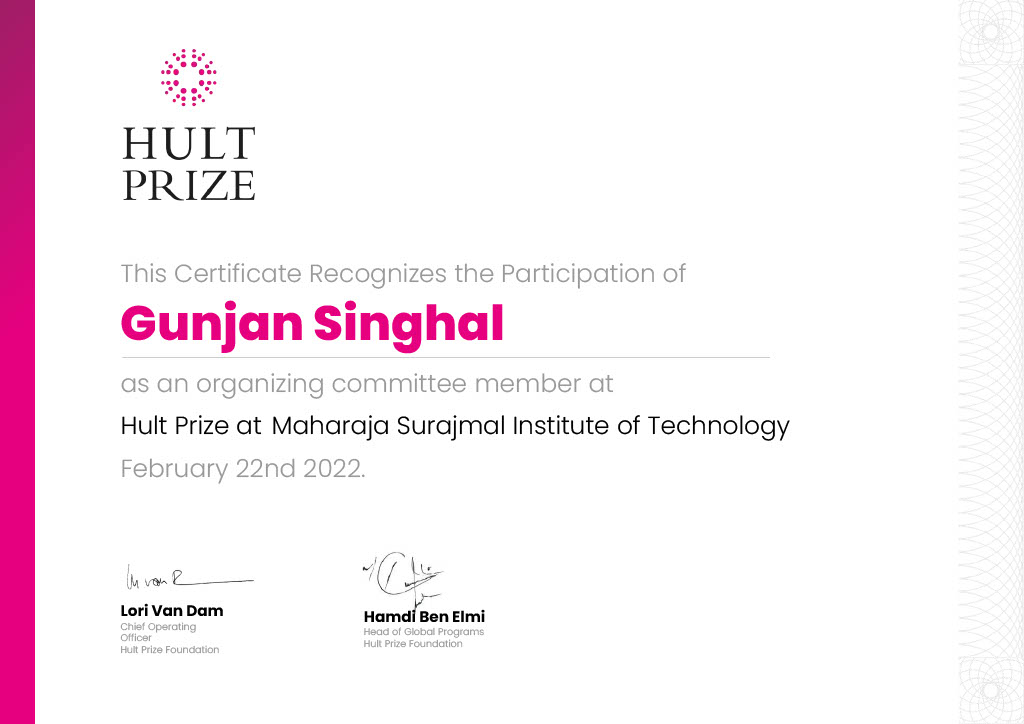 HULT
PRIZE
This Certificate Recognizes the Participation of
Gunjan Singhal
as an organizing committee member at
Hult Prize at Maharaja Surajmal Institute of Technology
February 22nd 2022.
Lori Van Dam
Chief Operating
Officer
Hult Prize Foundation
Hamdi Ben Elmi
Head of Global Programs
Hult Prize Foundation